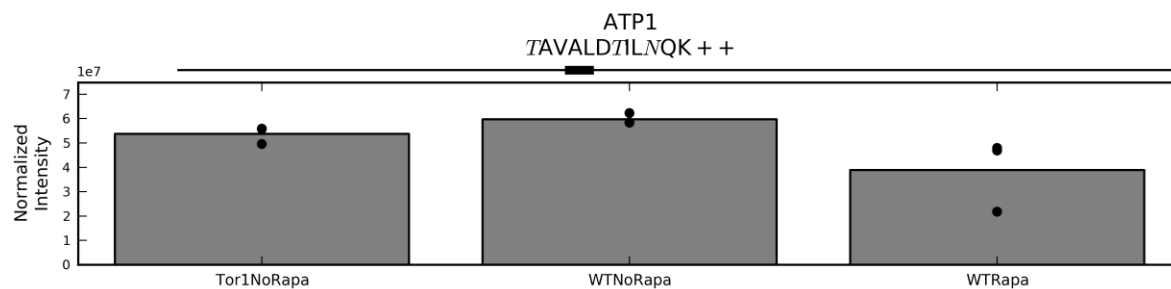 ATP1
TAVALDTILNQK + +
1e7
Normalized
Intensity
7
6
5
4
3
2
1
0
Tor1NoRapa WTNoRapa WTRapa